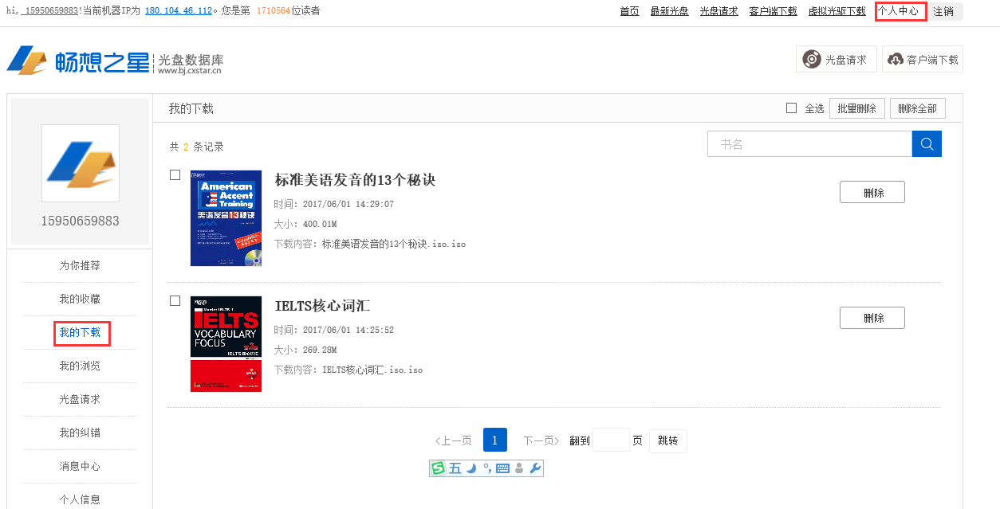 hi,_15950659883!当前机器IP为 180.104.46.112。您是第 1710564位读者
首页 最新光盘 光盘请求 客户端下载 虚拟光驱下载 个人中心 注销
畅想之星 光盘数据库
www.bj.cxstar.cn
光盘请求 客户端下载
15950659883
为你推荐
我的收藏
我的下载
我的浏览
光盘请求
我的纠错
消息中心
个人信息
我的下载 全选 批量删除 删除全部
共 2 条记录 书名
American
Accent
Training
美语发音13秘诀
标准美语发音的13个秘诀
时间: 2017/06/01 14:29:07
大小: 400.01M
下载内容: 标准美语发音的13个秘诀.iso.iso
删除
Master IELTS 1
IELTS
VOCABULARY
FOCUS
IELTS 核心词汇
IELTS核心词汇
时间: 2017/06/01 14:25:52
大小: 269.28M
下载内容: IELTS核心词汇.iso.iso
删除
<上一页 1 下一页> 翻到 页 跳转
五